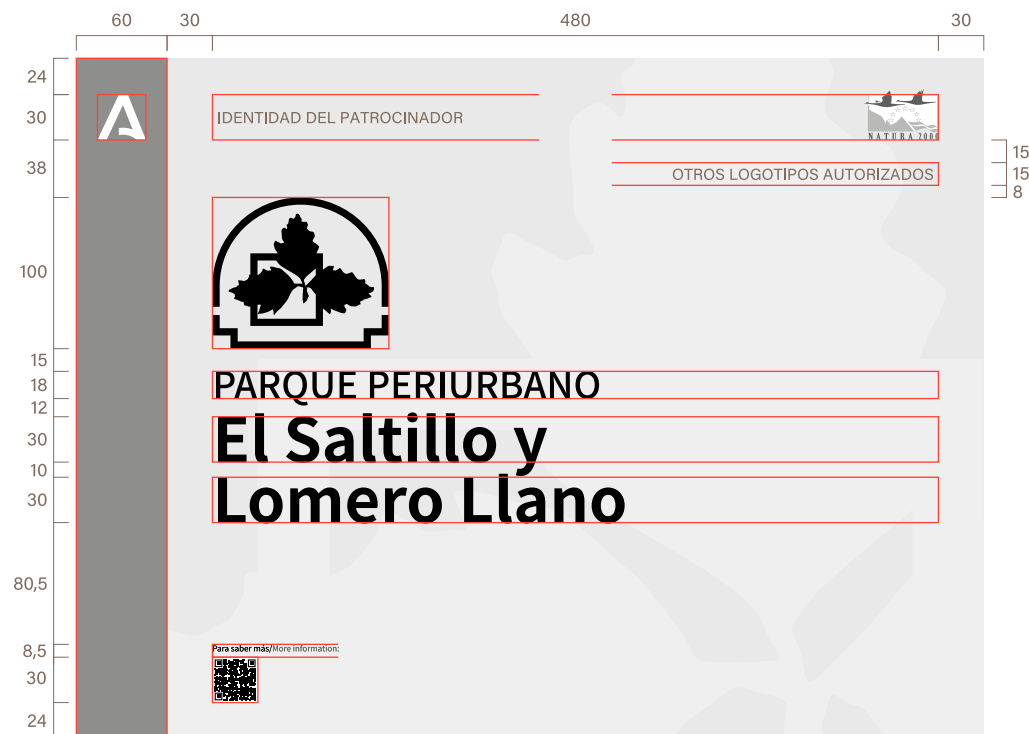 60 30 480 30
24
30
38
100
15
18
12
30
10
30
80,5
8,5
30
24
A
IDENTIDAD DEL PATROCINADOR
NATURA 2000
OTROS LOGOTIPOS AUTORIZADOS
15
15
8
PARQUE PERIURBANO
El Saltillo y
Lomero Llano
Para saber más/More information: